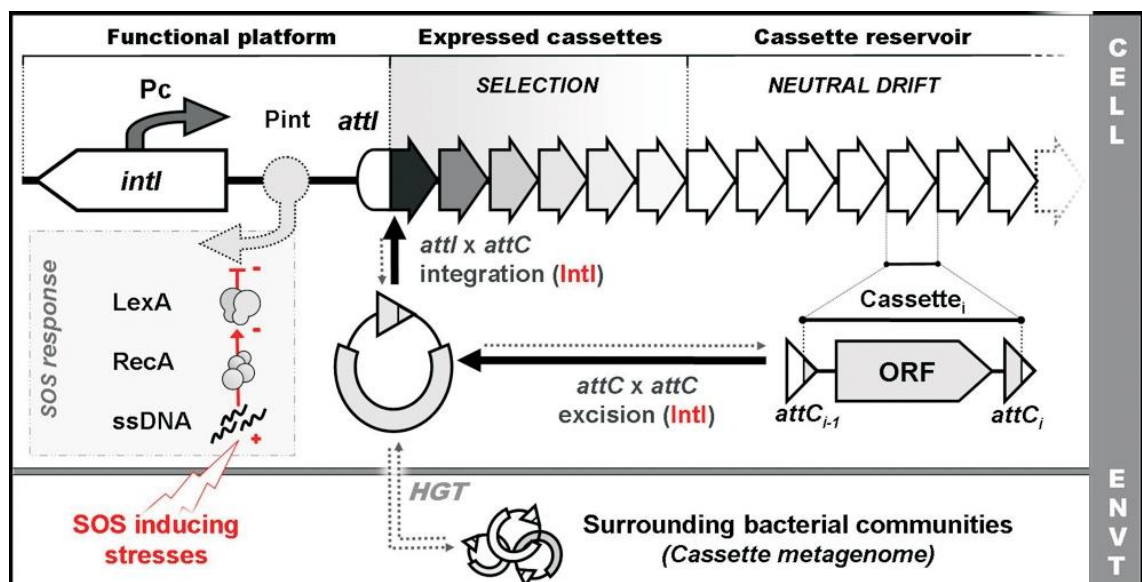 Functional platform
Expressed cassettes
Cassette reservoir
SELECTION
NEUTRAL DRIFT
Pc
Pint
attI
intI
attI x attC
integration (IntI)
SOS response
LexA
RecA
ssDNA
-
-
+
Cassettei
ORF
attCi-1
attCi
attC x attC
excision (IntI)
HGT
SOS inducing
stresses
Surrounding bacterial communities
(Cassette metagenome)
CELL
ENVT